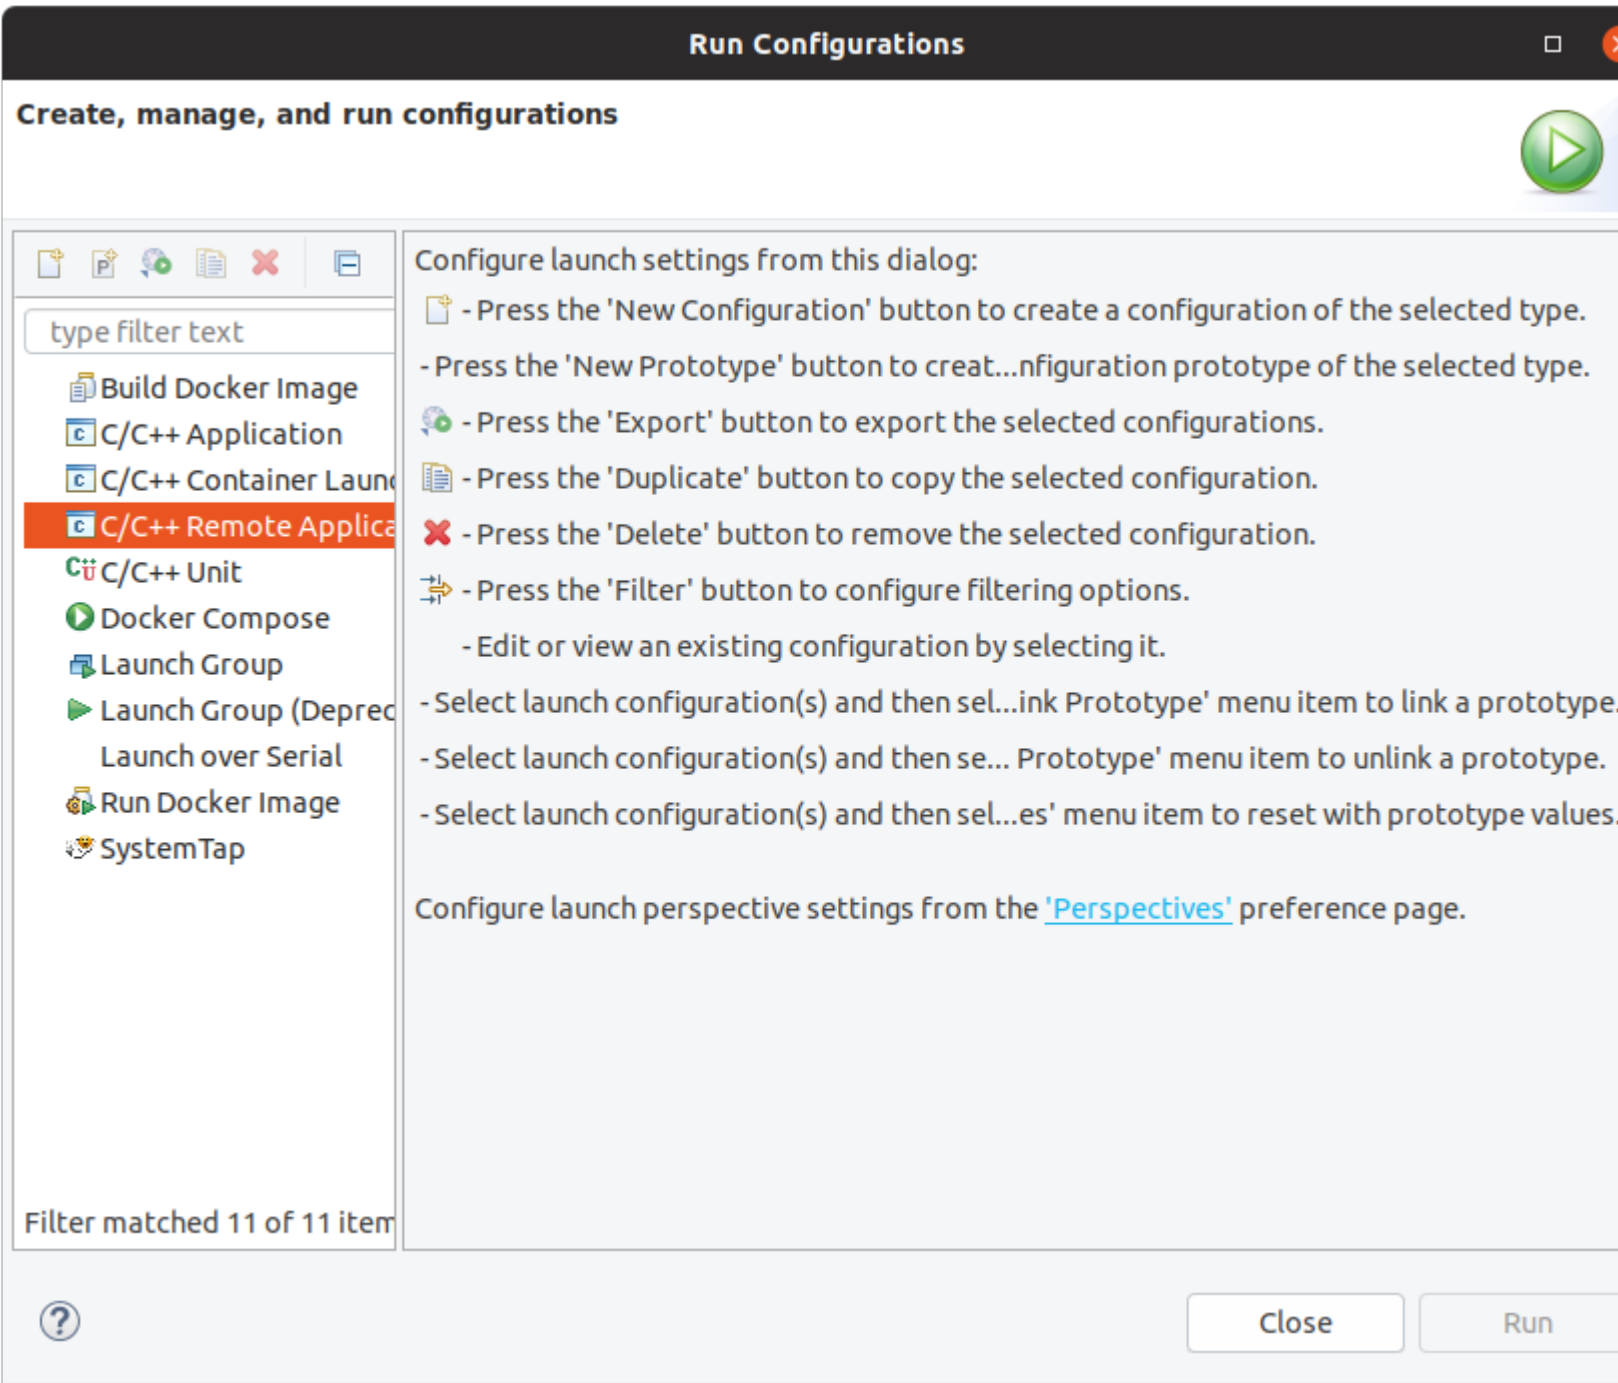 Run Configurations
Create, manage, and run configurations
type filter text
Build Docker Image
C/C++ Application
C/C++ Container Laun
C/C++ Remote Applica
C/C++ Unit
Docker Compose
Launch Group
Launch Group (Deprec
Launch over Serial
Run Docker Image
SystemTap
Filter matched 11 of 11 item
Configure launch settings from this dialog:
- Press the 'New Configuration' button to create a configuration of the selected type.
- Press the 'New Prototype' button to creat...nfiguration prototype of the selected type.
- Press the 'Export' button to export the selected configurations.
- Press the 'Duplicate' button to copy the selected configuration.
- Press the 'Delete' button to remove the selected configuration.
- Press the 'Filter' button to configure filtering options.
- Edit or view an existing configuration by selecting it.
- Select launch configuration(s) and then sel...ink Prototype' menu item to link a prototype.
- Select launch configuration(s) and then se... Prototype' menu item to unlink a prototype.
- Select launch configuration(s) and then sel...es' menu item to reset with prototype values.
Configure launch perspective settings from the 'Perspectives' preference page.
Close
Run